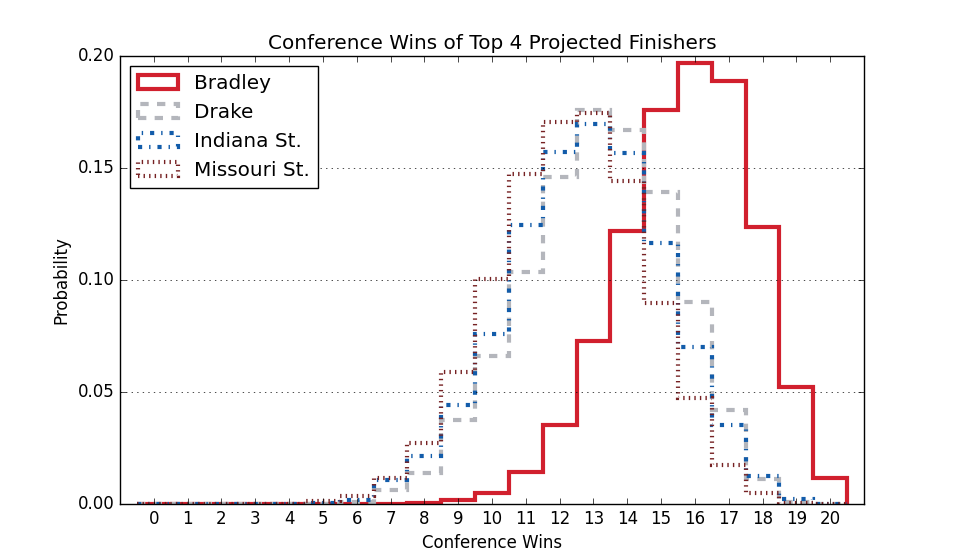 Conference Wins of Top 4 Projected Finishers
0.20
0.15
0.10
0.05
0.00
Probability
Bradley
Drake
Indiana St.
Missouri St.
0 1 2 3 4 5 6 7 8 9 10 11 12 13 14 15 16 17 18 19 20
Conference Wins